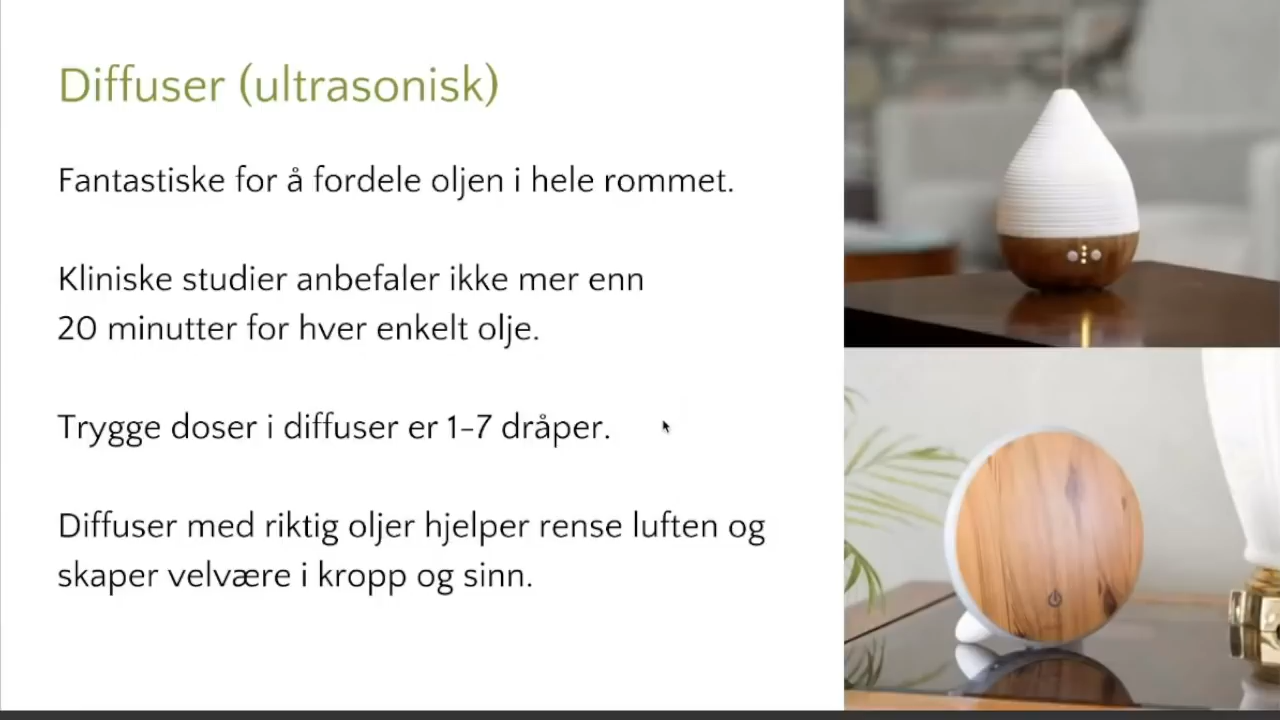 Diffuser (ultrasonisk)
Fantastiske for å fordele oljen i hele rommet.
Kliniske studier anbefaler ikke mer enn
20 minutter for hver enkelt olje.
Trygge doser i diffuser er 1-7 dråper.
Diffuser med riktig oljer hjelper rense luften og
skaper velvære i kropp og sinn.